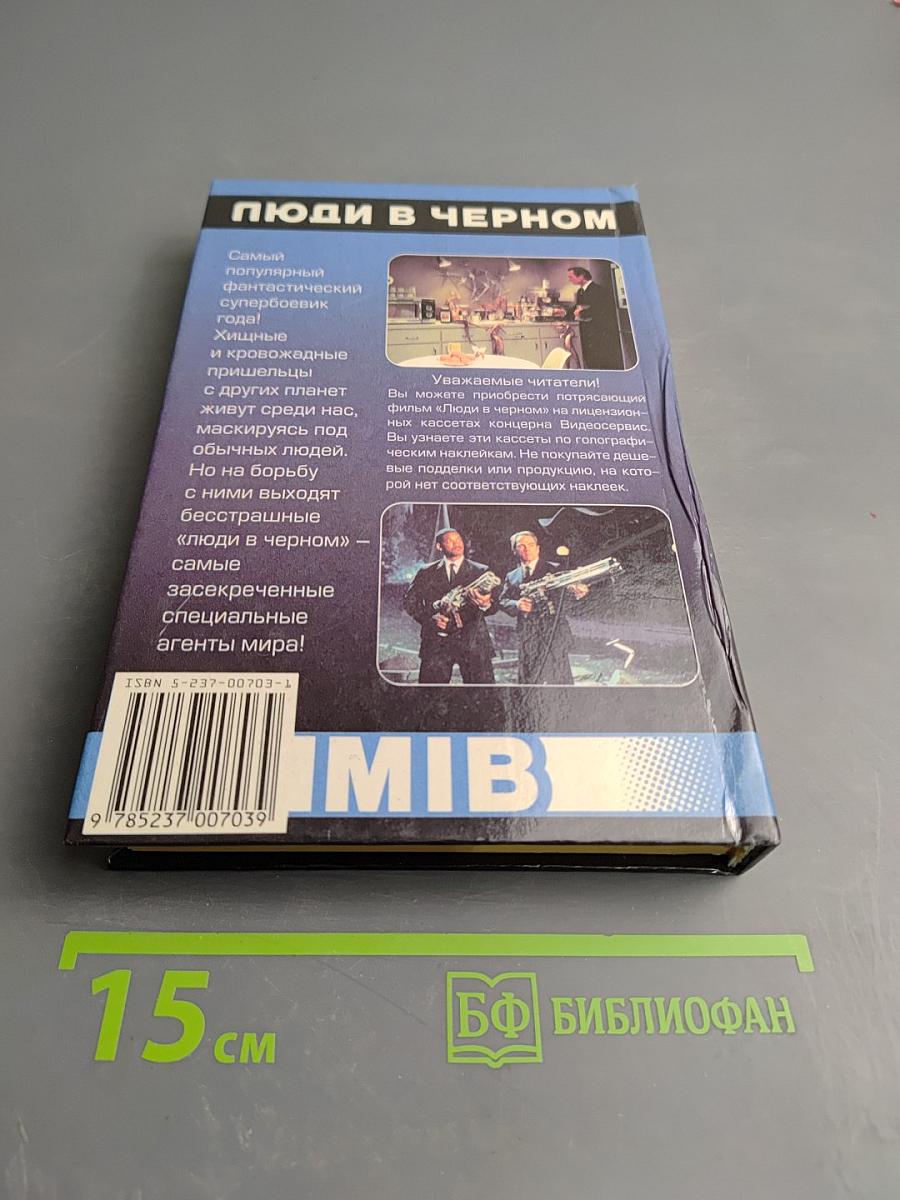 ЛЮДИ В ЧЕРНОМ
Самый
популярный
фантастический
супербоевик
года!
Хищные
и кровожадные
пришельцы
с других планет
живут среди нас,
маскируясь под
обычных людей.
Но на борьбу
с ними выходят
бесстрашные
«люди в черном» –
самые
засекреченные
специальные
агенты мира!
Уважаемые читатели!
Вы можете приобрести потрясающий
фильм «Люди в черном» на лицензион-
ных кассетах концерна Видеосервис.
Вы узнаете эти кассеты по голографи-
ческим наклейкам. Не покупайте деше-
вые подделки или продукцию, на кото-
рой нет соответствующих наклеек.
ISBN 5-237-00703-1
9 785237 007039
MIB
15 см
БФ БИБЛИОФАН